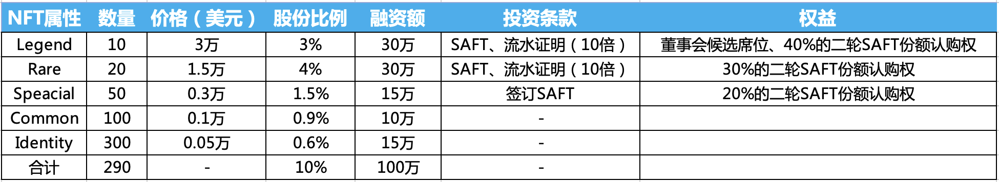 NFT属性 数量 价格（美元） 股份比例 融资额 投资条款 权益
Legend 10 3万 3% 30万 SAFT、流水证明（10倍） 董事会候选席位、40%的二轮SAFT份额认购权
Rare 20 1.5万 4% 30万 SAFT、流水证明（10倍） 30%的二轮SAFT份额认购权
Speacial 50 0.3万 1.5% 15万 签订SAFT 20%的二轮SAFT份额认购权
Common 100 0.1万 0.9% 10万 -
Identity 300 0.05万 0.6% 15万 -
合计 290 - 10% 100万 -